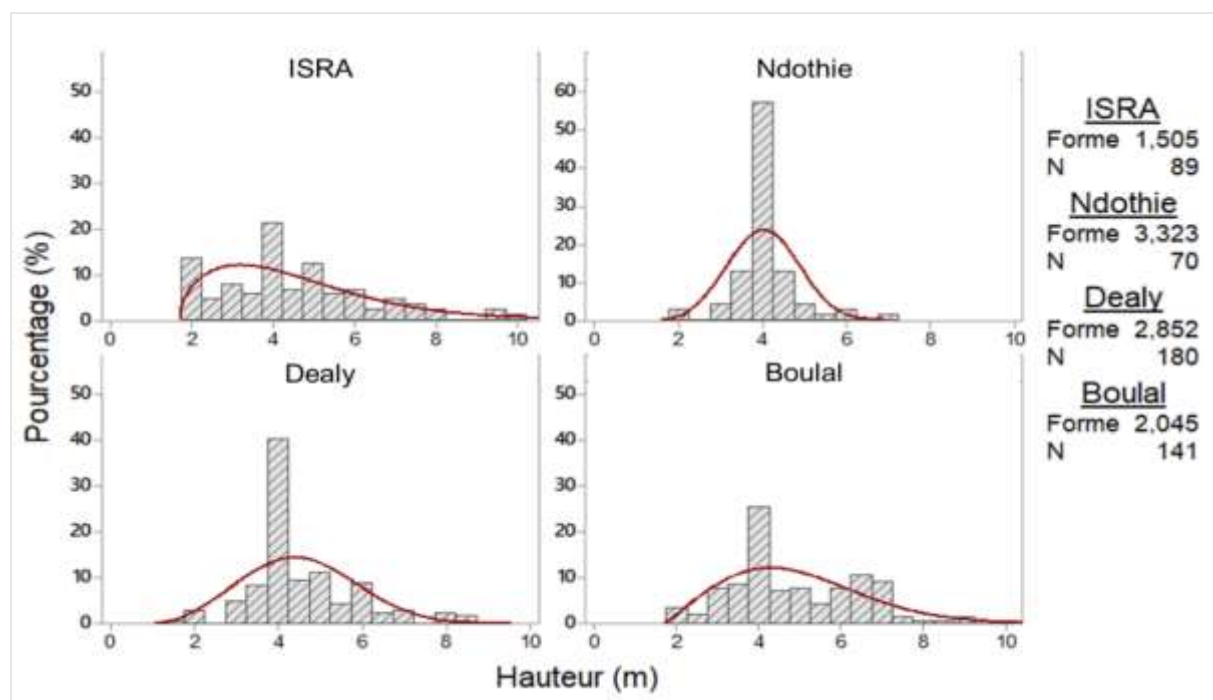 ISRA
50
40
30
20
10
0
0 2 4 6 8 10
Ndothie
60
50
40
30
20
10
0
0 2 4 6 8 10
Dealy
50
40
30
20
10
0
0 2 4 6 8 10
Boulal
50
40
30
20
10
0
0 2 4 6 8 10
Pourcentage (%)
Hauteur (m)
ISRA
Forme 1,505
N 89
Ndothie
Forme 3,323
N 70
Dealy
Forme 2,852
N 180
Boulal
Forme 2,045
N 141